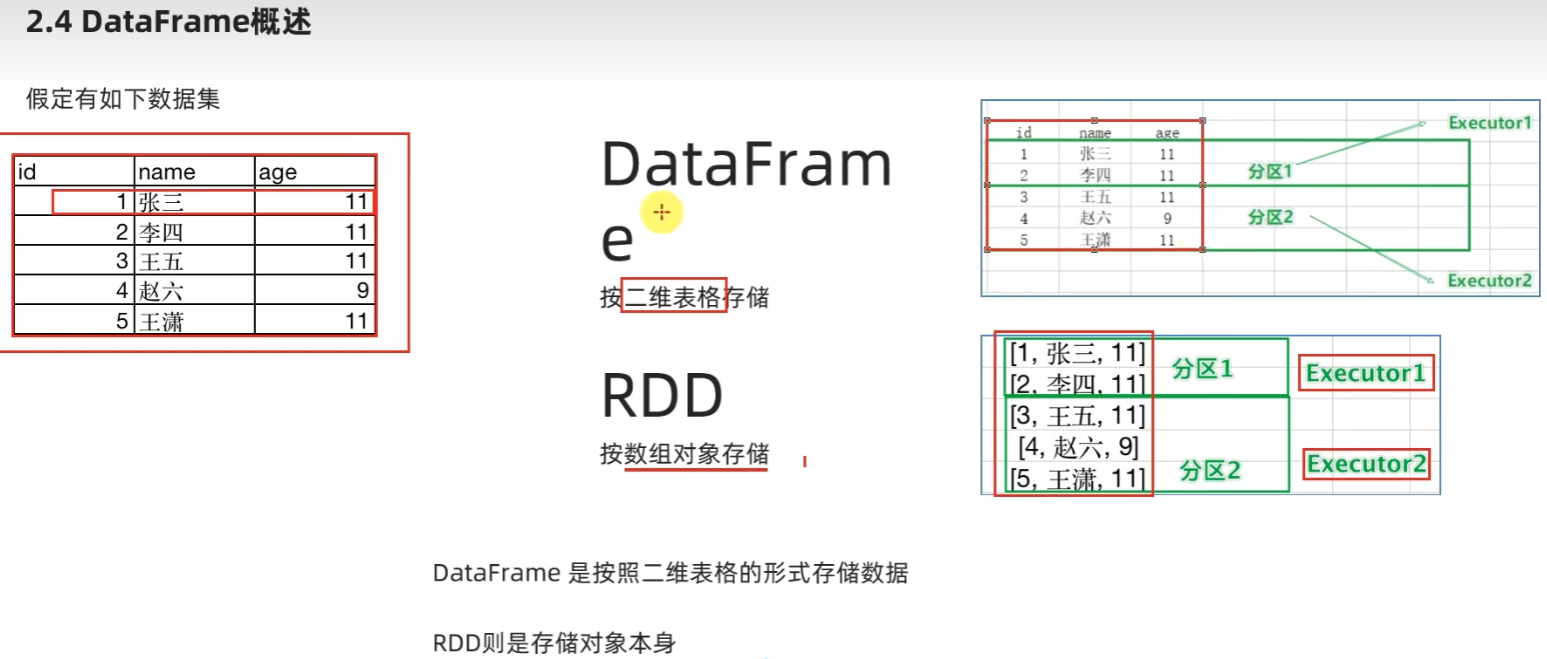 2.4 DataFrame概述
假定有如下数据集
id name age
1 张三 11
2 李四 11
3 王五 11
4 赵六 9
5 王潇 11
DataFram
e
按二维表格存储
RDD
按数组对象存储
id name age Executor1
1 张三 11
分区1
2 李四 11
3 王五 11
分区2
4 赵六 9
5 王潇 11
Executor2
[1, 张三, 11]
分区1 Executor1
[2, 李四, 11]
[3, 王五, 11]
[4, 赵六, 9]
分区2 Executor2
[5, 王潇, 11]
DataFrame 是按照二维表格的形式存储数据
RDD则是存储对象本身